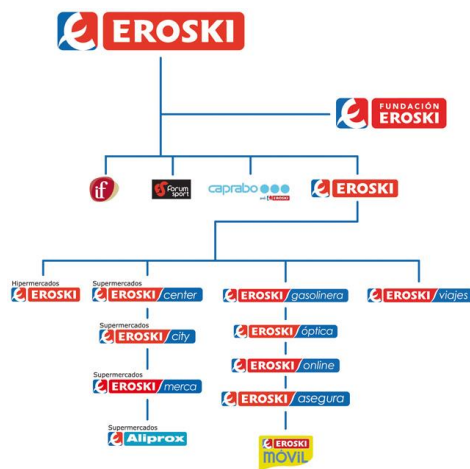 EROSKI
FUNDACIÓN
EROSKI
if
forum
sport
caprabo
EROSKI
EROSKI
Hipermercados
EROSKI
Supermercados
EROSKI/center
EROSKI/gasolinera
EROSKI/viajes
Supermercados
EROSKI/city
EROSKI/óptica
EROSKI/online
Supermercados
EROSKI/merca
EROSKI/asegura
Supermercados
Aliprox
EROSKI
MÓVIL